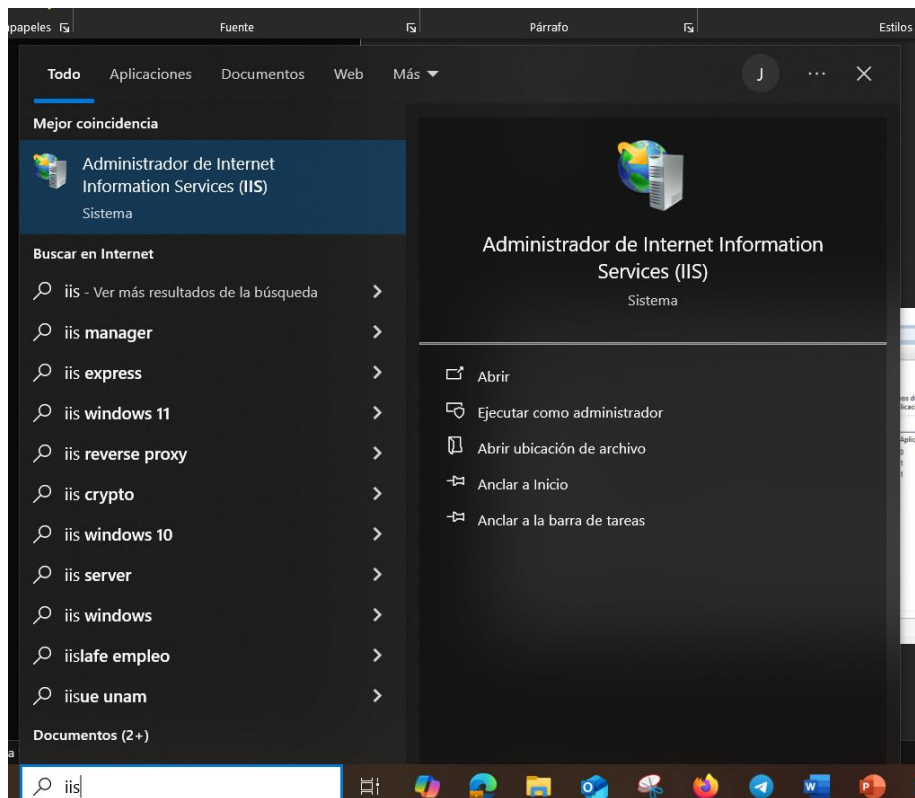 Fuente
Párrafo
Estilos
Todo Aplicaciones Documentos Web Más
J
Mejor coincidencia
Administrador de Internet
Information Services (IIS)
Sistema
Buscar en Internet
iis - Ver más resultados de la búsqueda
iis manager
iis express
iis windows 11
iis reverse proxy
iis crypto
iis windows 10
iis server
iis windows
iislafe empleo
iisue unam
Documentos (2+)
iis
Administrador de Internet Information
Services (IIS)
Sistema
Abrir
Ejecutar como administrador
Abrir ubicación de archivo
Anclar a Inicio
Anclar a la barra de tareas